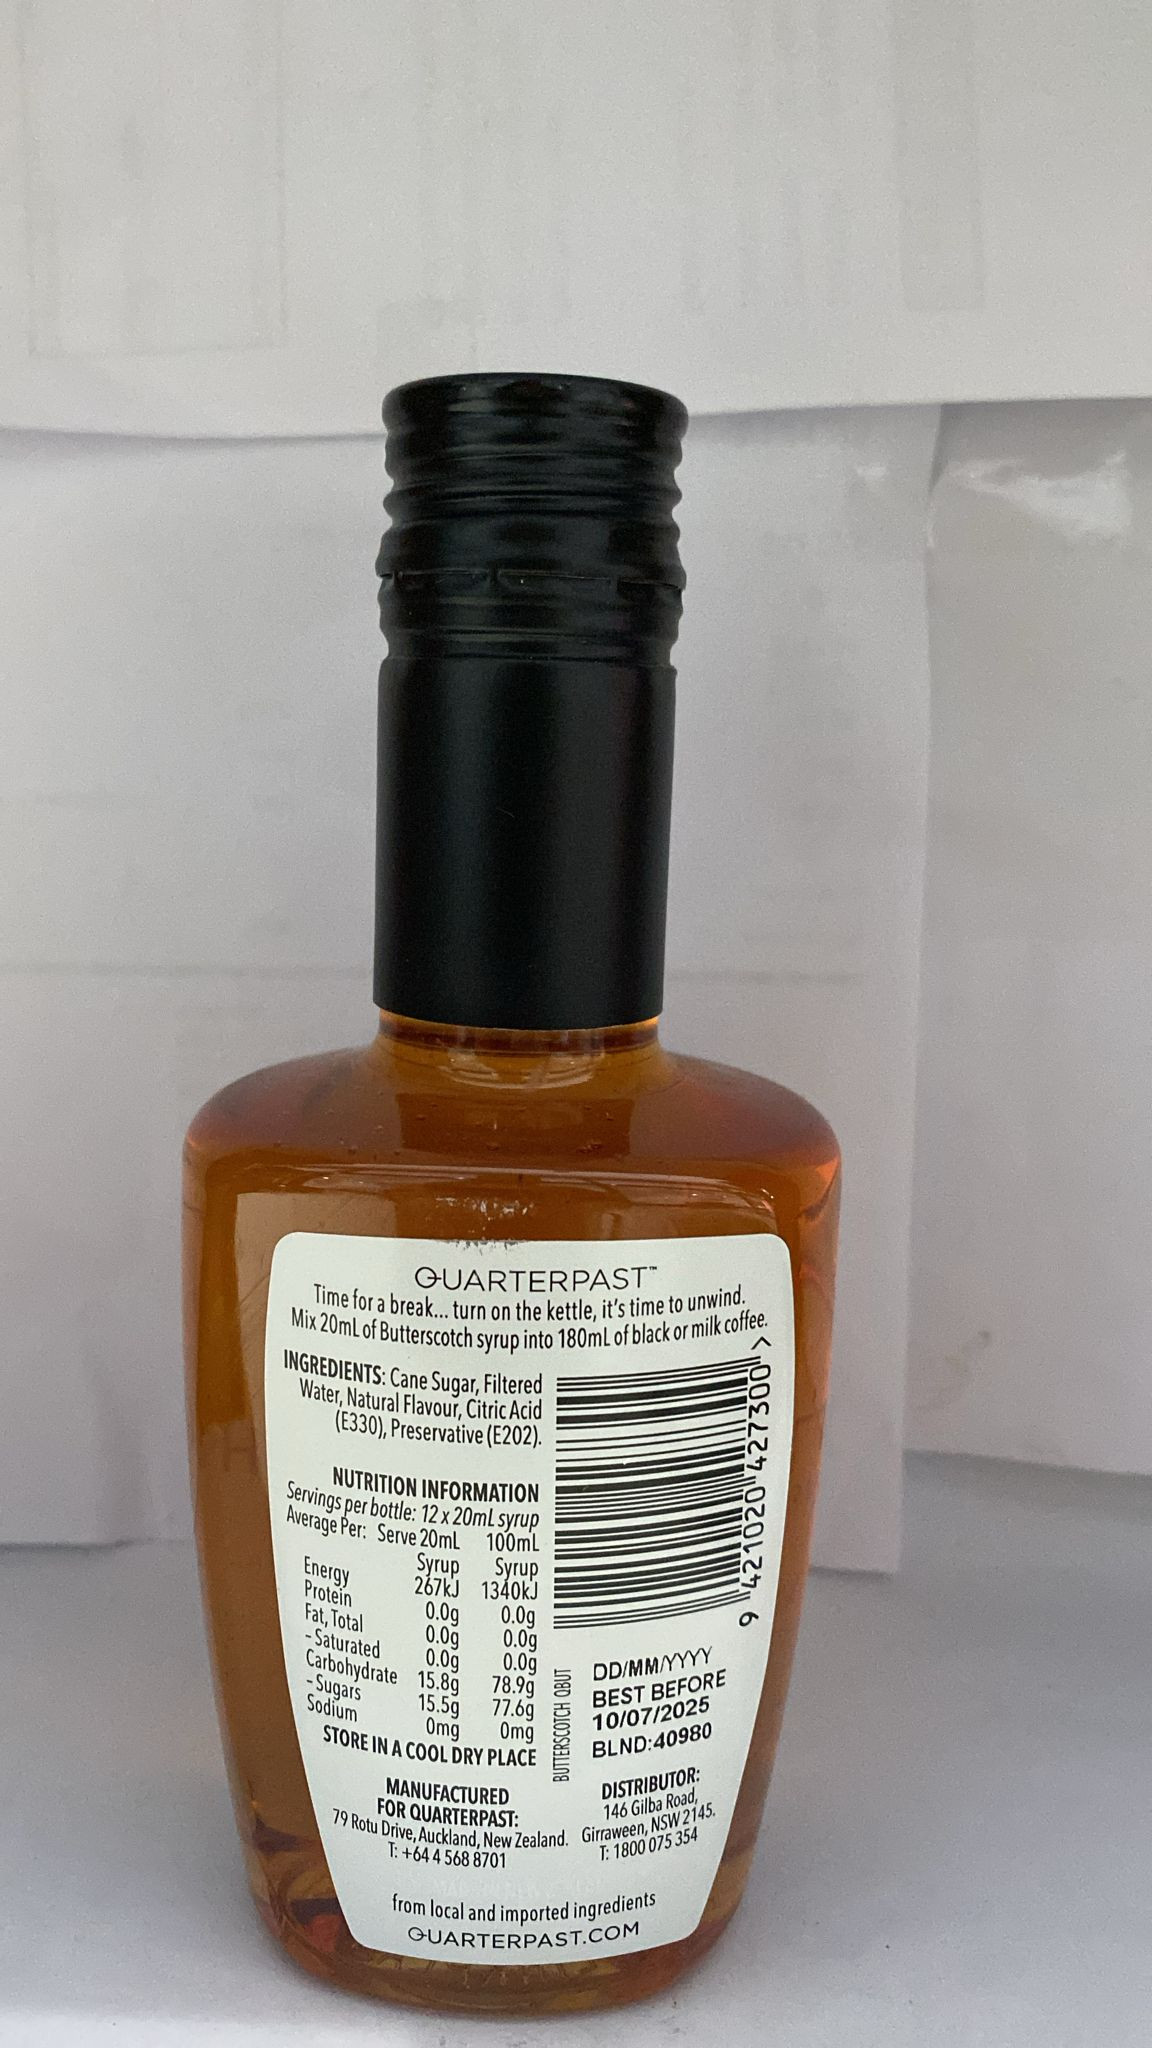 QUARTERPAST™
Time for a break... turn on the kettle, it's time to unwind.
Mix 20mL of Butterscotch syrup into 180mL of black or milk coffee.
INGREDIENTS: Cane Sugar, Filtered
Water, Natural Flavour, Citric Acid
(E330), Preservative (E202).
NUTRITION INFORMATION
Servings per bottle: 12 x 20mL syrup
Average Per: Serve 20mL 100mL
Syrup Syrup
Energy 267kJ 1340kJ
Protein 0.0g 0.0g
Fat, Total 0.0g 0.0g
- Saturated 0.0g 0.0g
Carbohydrate 15.8g 78.9g
- Sugars 15.5g 77.6g
Sodium 0mg 0mg
STORE IN A COOL DRY PLACE
MANUFACTURED
FOR QUARTERPAST:
79 Rotu Drive, Auckland, New Zealand.
T: +64 4 568 8701
9 421020 427300 >
BUTTERSCOTCH QBUT
DD/MM/YYYY
BEST BEFORE
10/07/2025
BLND:40980
DISTRIBUTOR:
146 Gilba Road,
Girraween, NSW 2145.
T: 1800 075 354
from local and imported ingredients
QUARTERPAST.COM